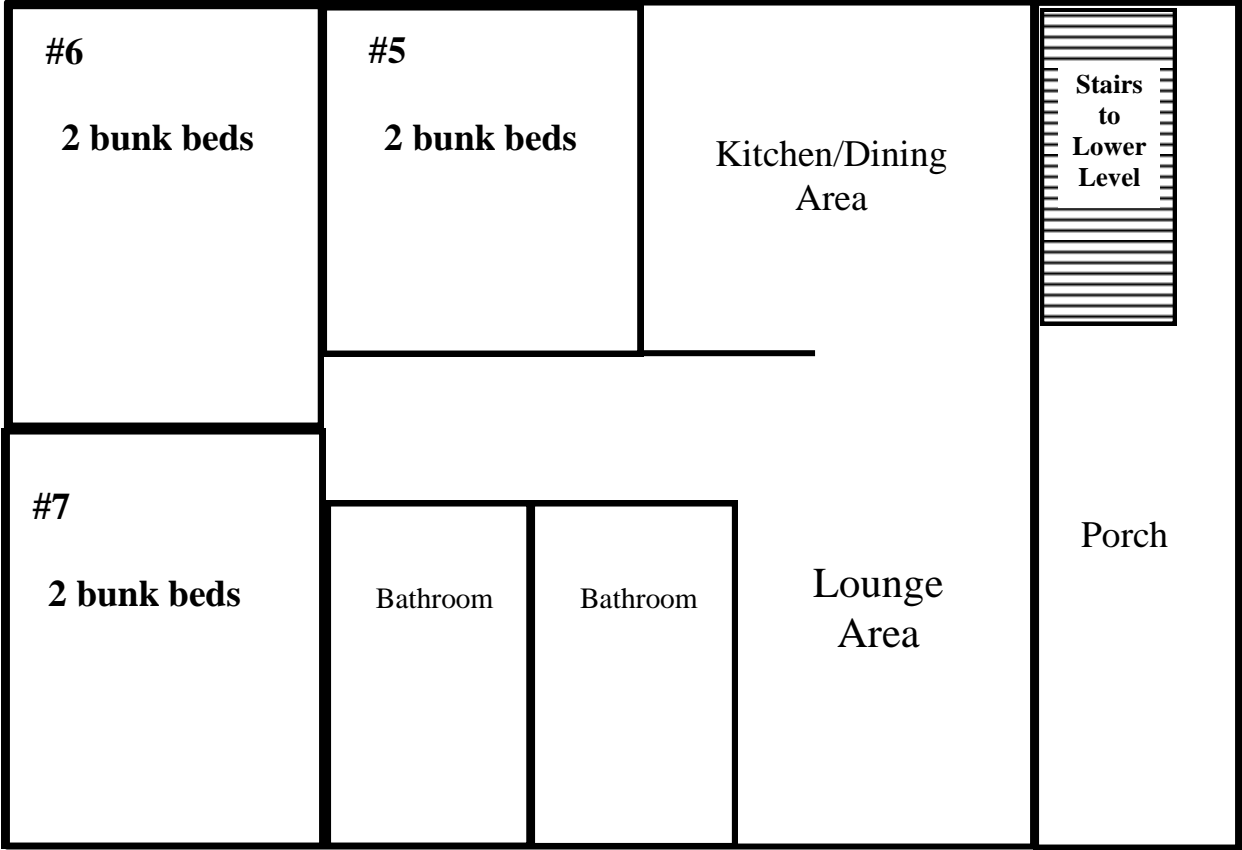 #6
2 bunk beds
#5
2 bunk beds
Kitchen/Dining
Area
Stairs
to
Lower
Level
#7
2 bunk beds
Bathroom
Bathroom
Lounge
Area
Porch